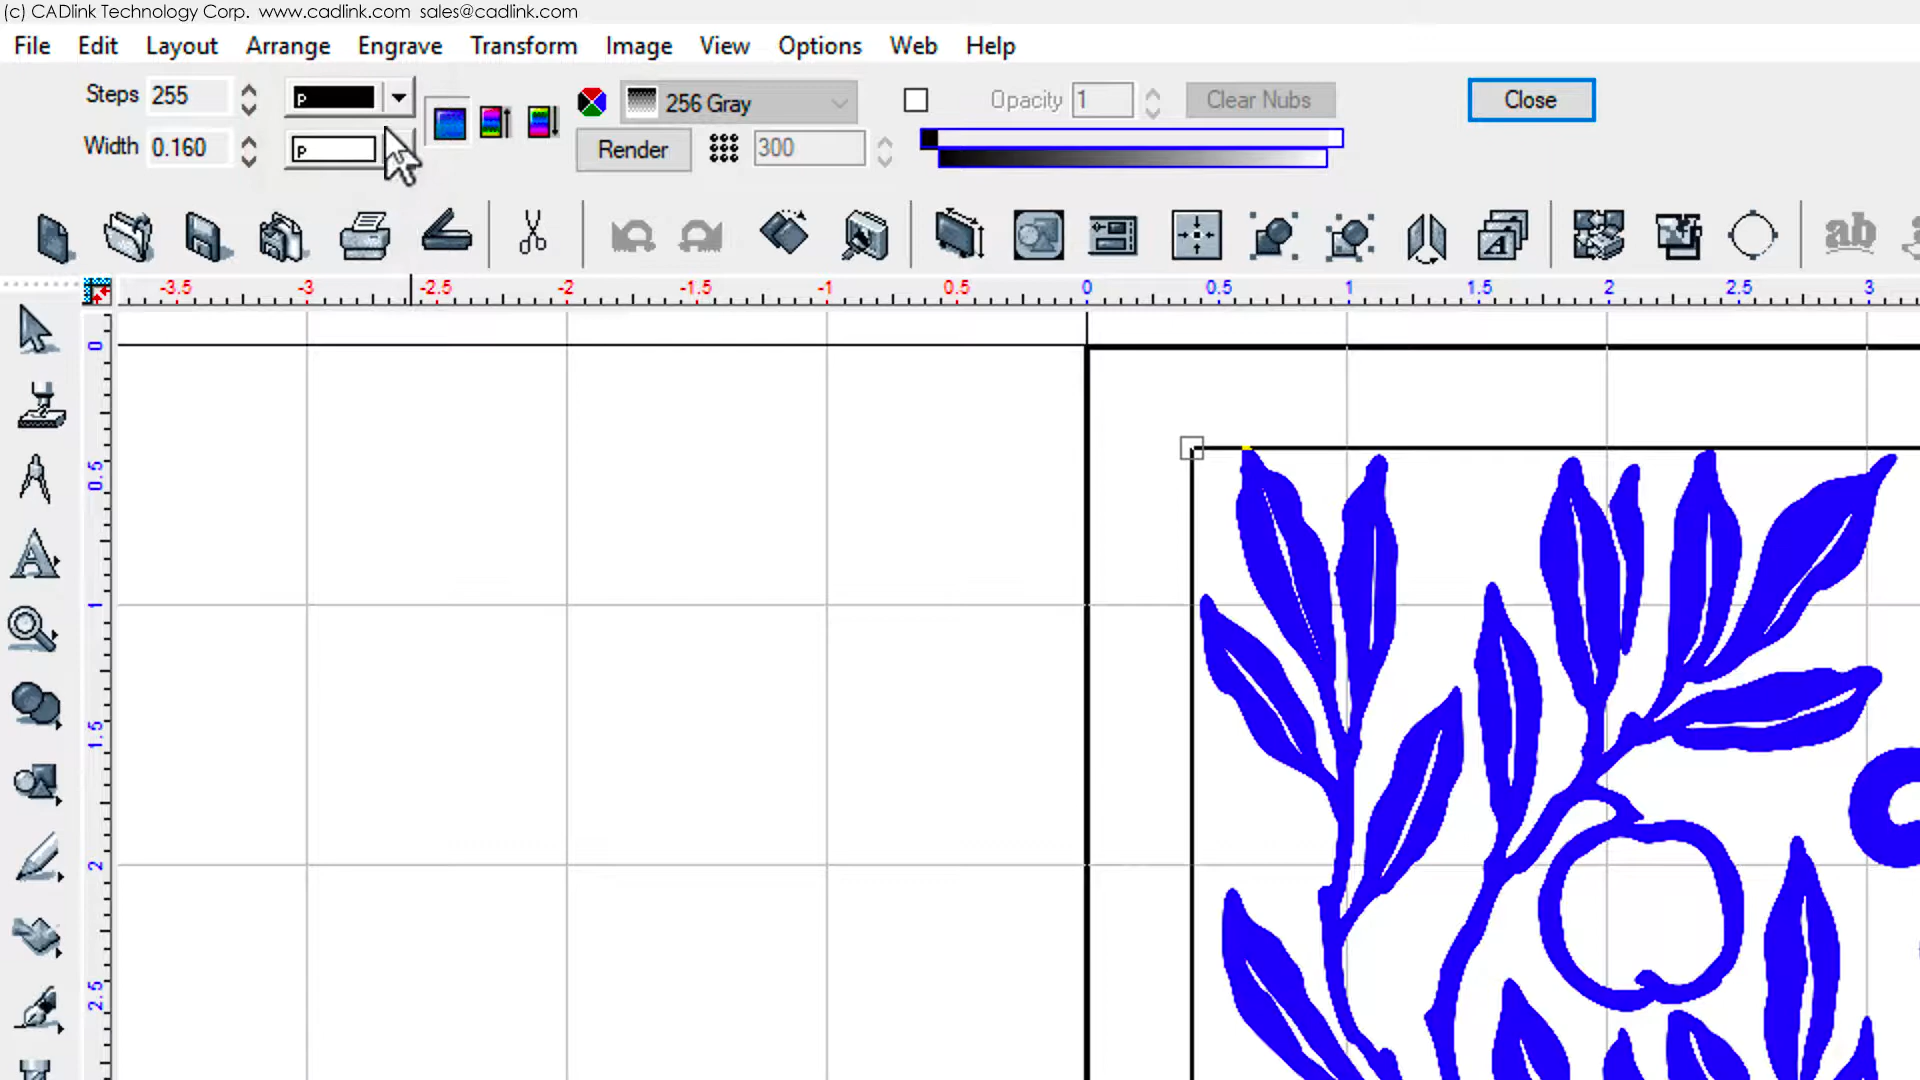 (c) CADlink Technology Corp. www.cadlink.com sales@cadlink.com
File Edit Layout Arrange Engrave Transform Image View Options Web Help
Steps 255 p 256 Gray Opacity 1 Clear Nubs Close
Width 0.160 p Render 300
A ab
-3.5 -3 -2.5 -2 -1.5 -1 0.5 0 0.5 1 1.5 2 2.5 3
0
0.5
A
1
1.5
2
2.5